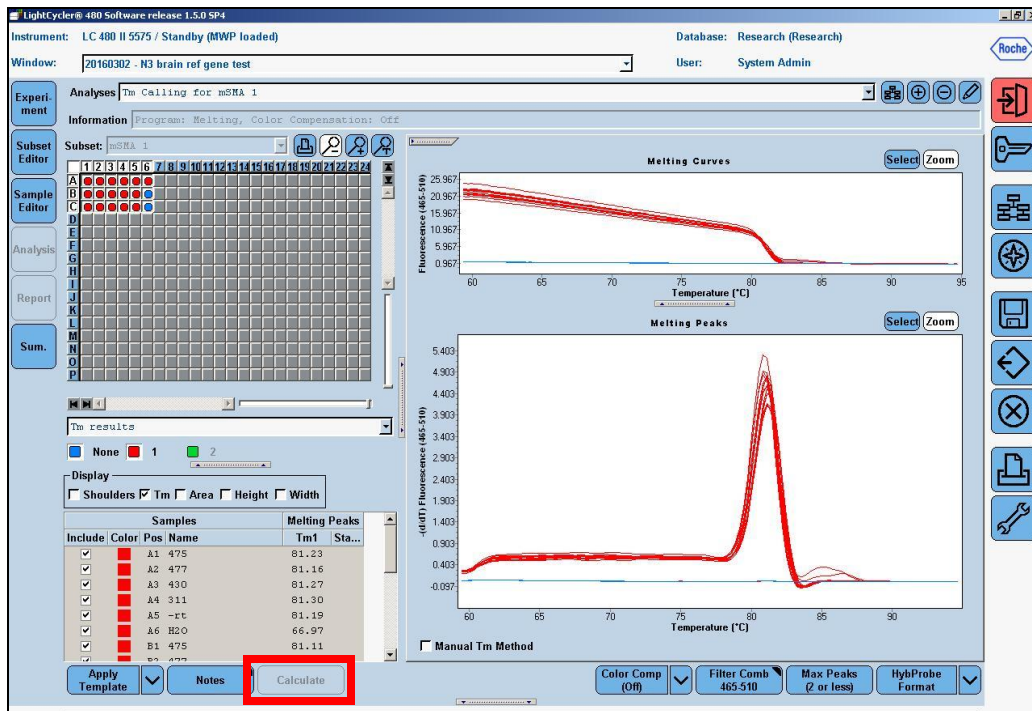 LightCycler® 480 Software release 1.5.0 SP4
Instrument: LC 480 II 5575 / Standby (MWP loaded) Database: Research (Research)
Roche
Window: 20160302 - N3 brain ref gene test User: System Admin
Experi-
ment
Subset
Editor
Sample
Editor
Analysis
Report
Sum.
Analyses Tm Calling for mSMA 1
Information Program: Melting, Color Compensation: Off
Subset: mSMA 1
1 2 3 4 5 6 7 8 9 10 11 12 13 14 15 16 17 18 19 20 21 22 23 24
A
B
C
D
E
F
G
H
I
J
K
L
M
N
O
P
Tm results
None 1 2
Display
Shoulders Tm Area Height Width
Samples Melting Peaks
Include Color Pos Name Tm1 Sta...
A1 475 81.23
A2 477 81.16
A3 430 81.27
A4 311 81.30
A5 -rt 81.19
A6 H2O 66.97
B1 475 81.11
B2 477
Melting Curves
Select Zoom
Fluorescence (465-510)
25.967
20.967
15.967
10.967
5.967
0.967
60 65 70 75 80 85 90 95
Temperature (°C)
Melting Peaks
Select Zoom
-(d/dT) Fluorescence (465-510)
5.403
4.903
4.403
3.903
3.403
2.903
2.403
1.903
1.403
0.903
0.403
-0.097
60 65 70 75 80 85 90
Temperature (°C)
Manual Tm Method
Apply
Template
Notes
Calculate
Color Comp
(Off)
Filter Comb
465-510
Max Peaks
(2 or less)
HybProbe
Format